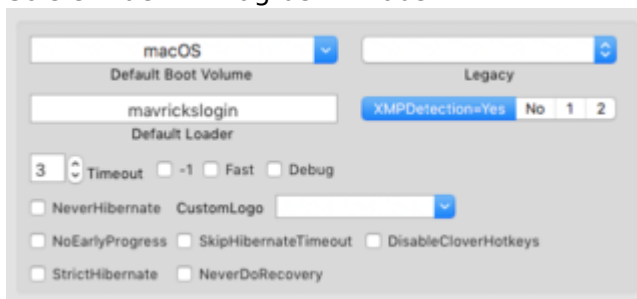 macOS
Default Boot Volume Legacy
mavrickslogin XMPDetection=Yes No 1 2
Default Loader
3 Timeout -1 Fast Debug
NeverHibernate CustomLogo
NoEarlyProgress SkipHibernateTimeout DisableCloverHotkeys
StrictHibernate NeverDoRecovery